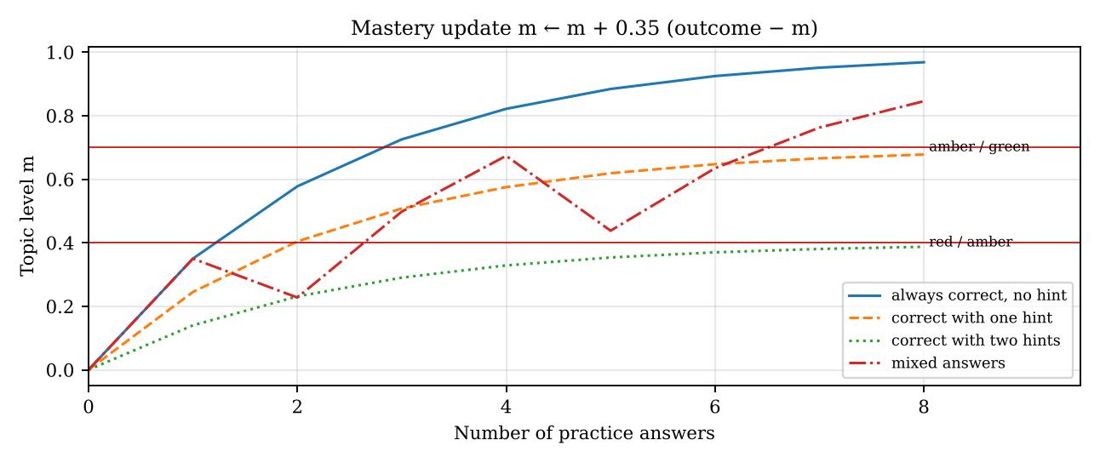 Mastery update m ← m + 0.35 (outcome − m)
Topic level m
1.0
0.8
0.6
0.4
0.2
0.0
amber / green
red / amber
always correct, no hint
correct with one hint
correct with two hints
mixed answers
0 2 4 6 8
Number of practice answers